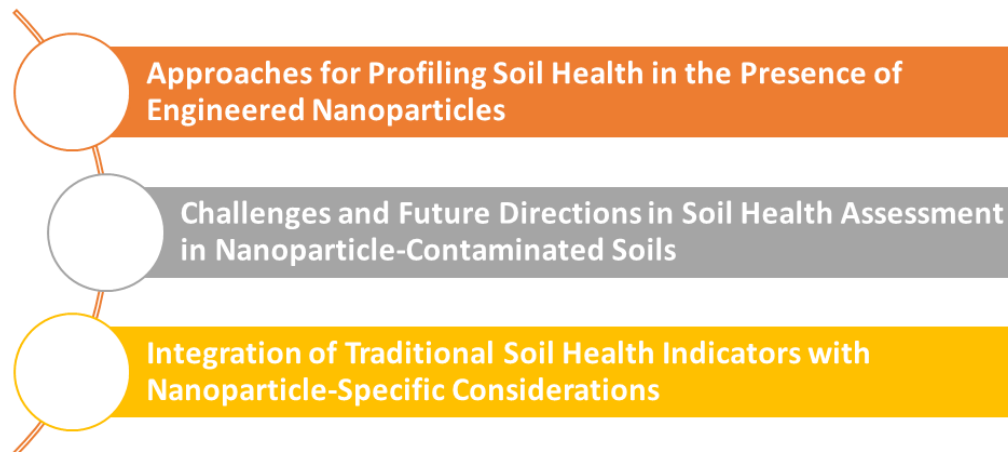 Approaches for Profiling Soil Health in the Presence of
Engineered Nanoparticles
Challenges and Future Directions in Soil Health Assessment
in Nanoparticle-Contaminated Soils
Integration of Traditional Soil Health Indicators with
Nanoparticle-Specific Considerations